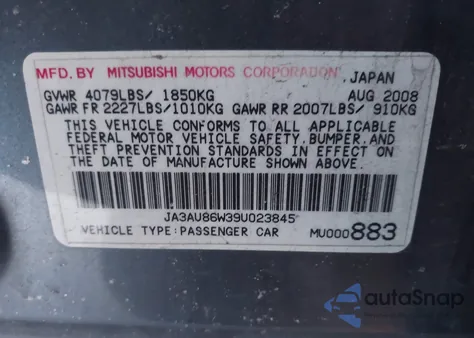 MFD. BY MITSUBISHI MOTORS CORPORATION, JAPAN
GVWR 4079LBS/ 1850KG AUG 2008
GAWR FR 2227LBS/1010KG GAWR RR 2007LBS/ 910KG
THIS VEHICLE CONFORMS TO ALL APPLICABLE
FEDERAL MOTOR VEHICLE SAFETY, BUMPER, AND
THEFT PREVENTION STANDARDS IN EFFECT ON THE
DATE OF MANUFACTURE SHOWN ABOVE.
JA3AU86W39U023845
VEHICLE TYPE:PASSENGER CAR MU000883
autoSnap